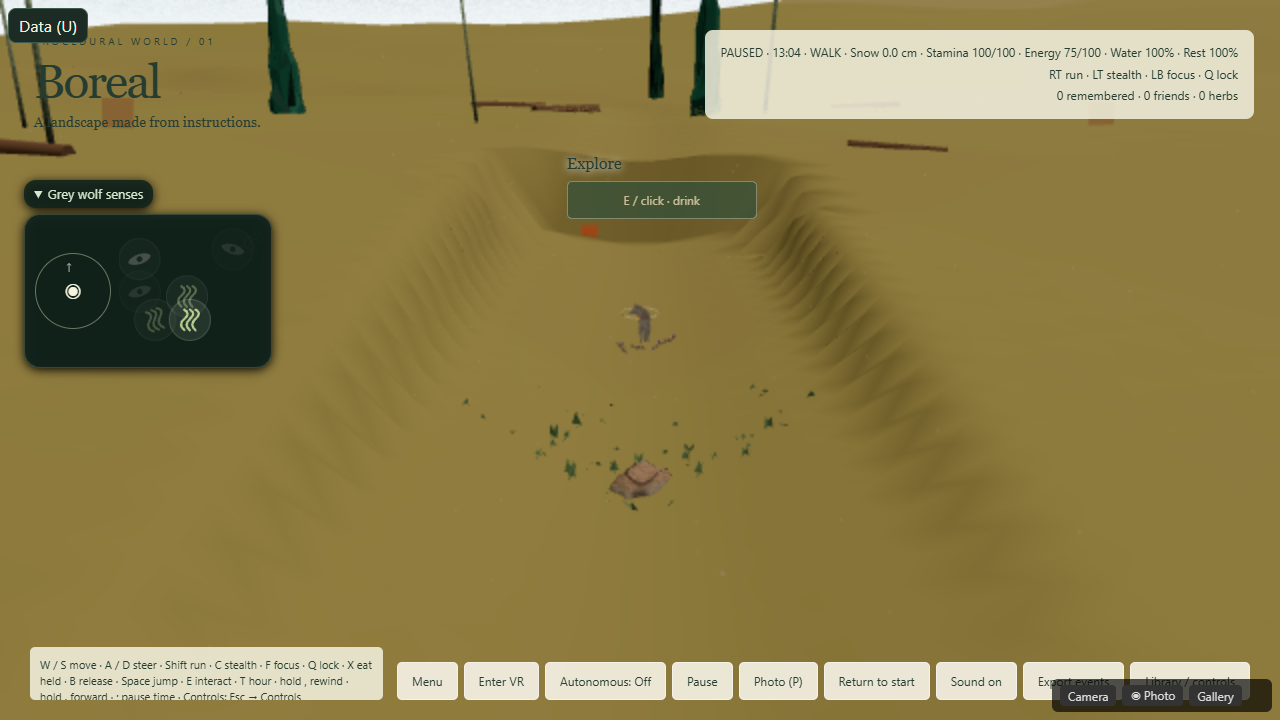 Data (U)
PROCEDURAL WORLD / 01
Boreal
A landscape made from instructions.
PAUSED · 13:04 · WALK · Snow 0.0 cm · Stamina 100/100 · Energy 75/100 · Water 100% · Rest 100%
RT run · LT stealth · LB focus · Q lock
0 remembered · 0 friends · 0 herbs
Explore
E / click · drink
▼ Grey wolf senses
W / S move · A / D steer · Shift run · C stealth · F focus · Q lock · X eat
held · B release · Space jump · E interact · T hour · hold , rewind ·
hold . forward · ; pause time · Controls: Esc → Controls
Menu
Enter VR
Autonomous: Off
Pause
Photo (P)
Return to start
Sound on
Export events
Library / controls
Camera
◉ Photo
Gallery